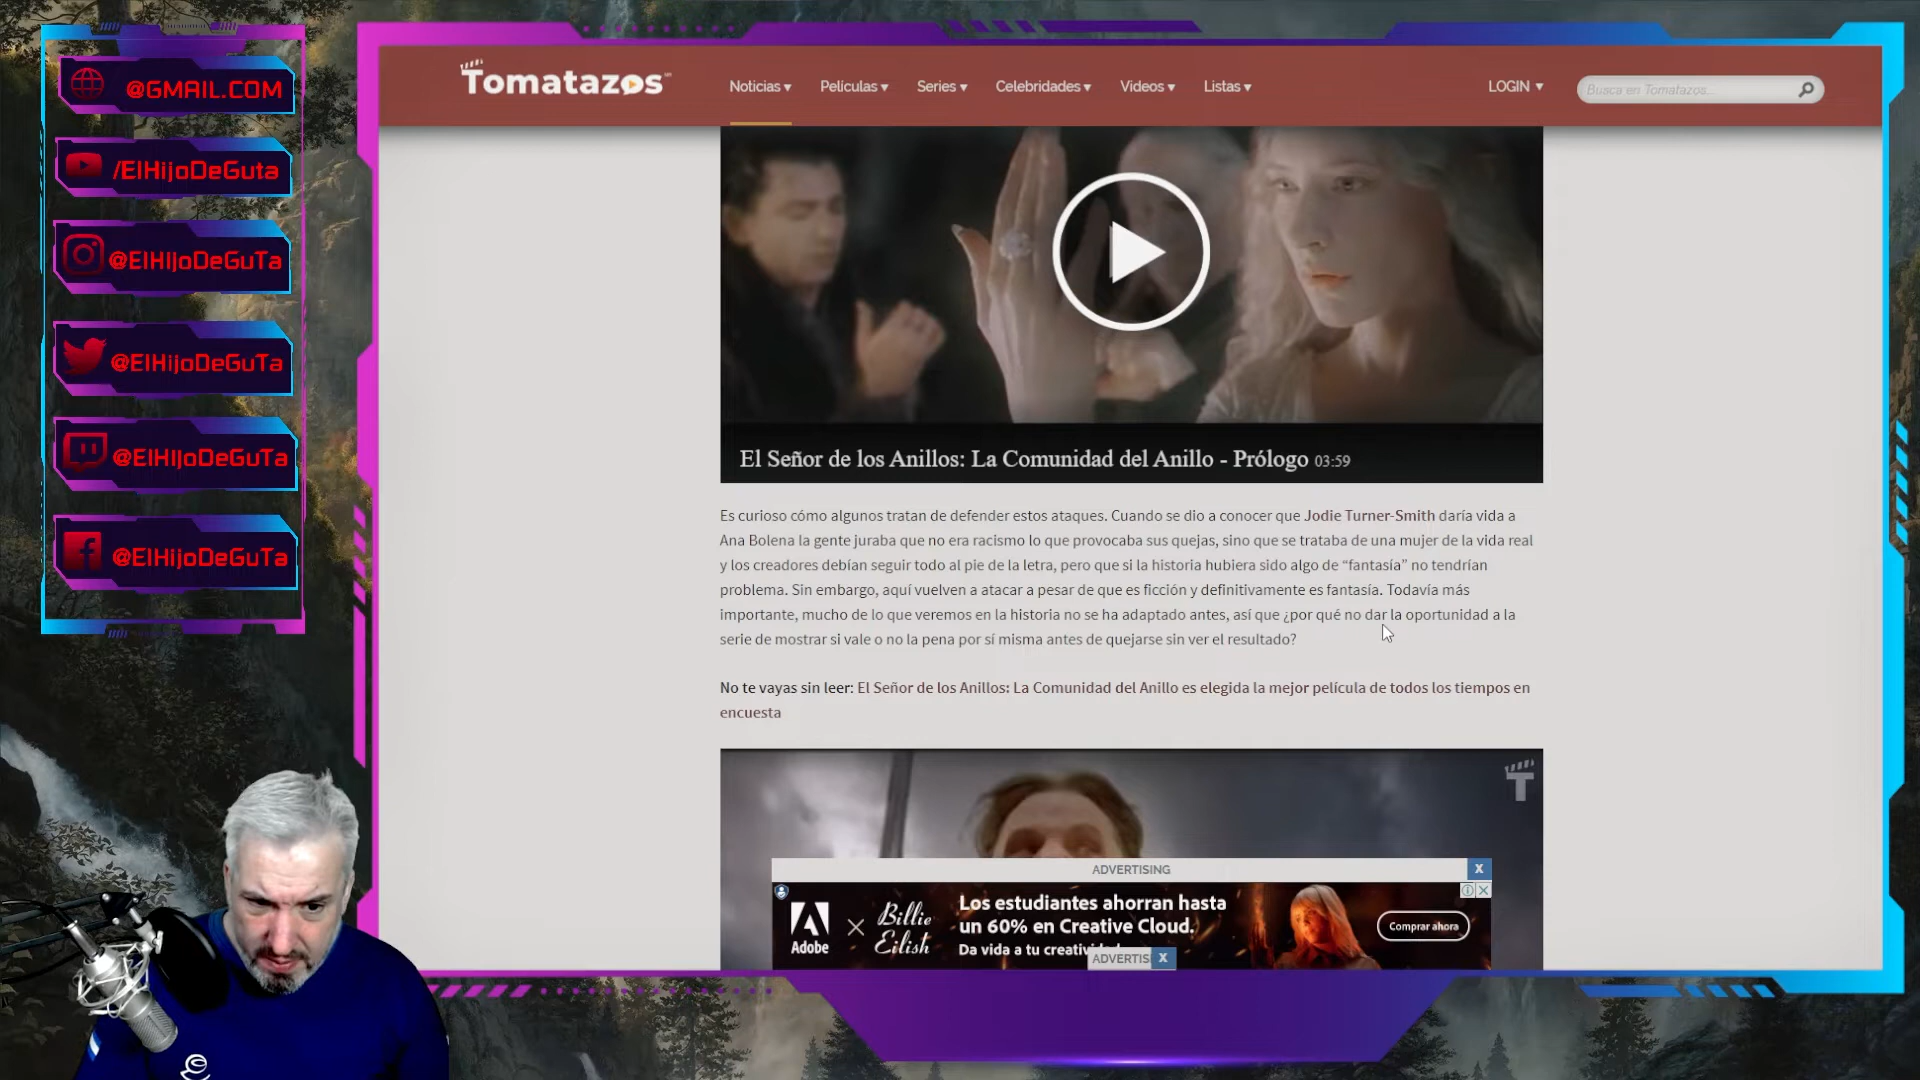 @GMAIL.COM
/ElHijoDeGuta
@ElHIjoDeGuTa
@ElHIjoDeGuTa
@ElHIjoDeGuTa
@ElHIjoDeGuTa
Tomatazos
Noticias Películas Series Celebridades Videos Listas
LOGIN
Busca en Tomatazos...
El Señor de los Anillos: La Comunidad del Anillo - Prólogo 03:59
Es curioso cómo algunos tratan de defender estos ataques. Cuando se dio a conocer que Jodie Turner-Smith daría vida a
Ana Bolena la gente juraba que no era racismo lo que provocaba sus quejas, sino que se trataba de una mujer de la vida real
y los creadores debían seguir todo al pie de la letra, pero que si la historia hubiera sido algo de “fantasía” no tendrían
problema. Sin embargo, aquí vuelven a atacar a pesar de que es ficción y definitivamente es fantasía. Todavía más
importante, mucho de lo que veremos en la historia no se ha adaptado antes, así que ¿por qué no dar la oportunidad a la
serie de mostrar si vale o no la pena por sí misma antes de quejarse sin ver el resultado?
No te vayas sin leer: El Señor de los Anillos: La Comunidad del Anillo es elegida la mejor película de todos los tiempos en
encuesta
T
ADVERTISING X
Adobe × Billie Eilish
Los estudiantes ahorran hasta
un 60% en Creative Cloud.
Da vida a tu
Comprar ahora
X